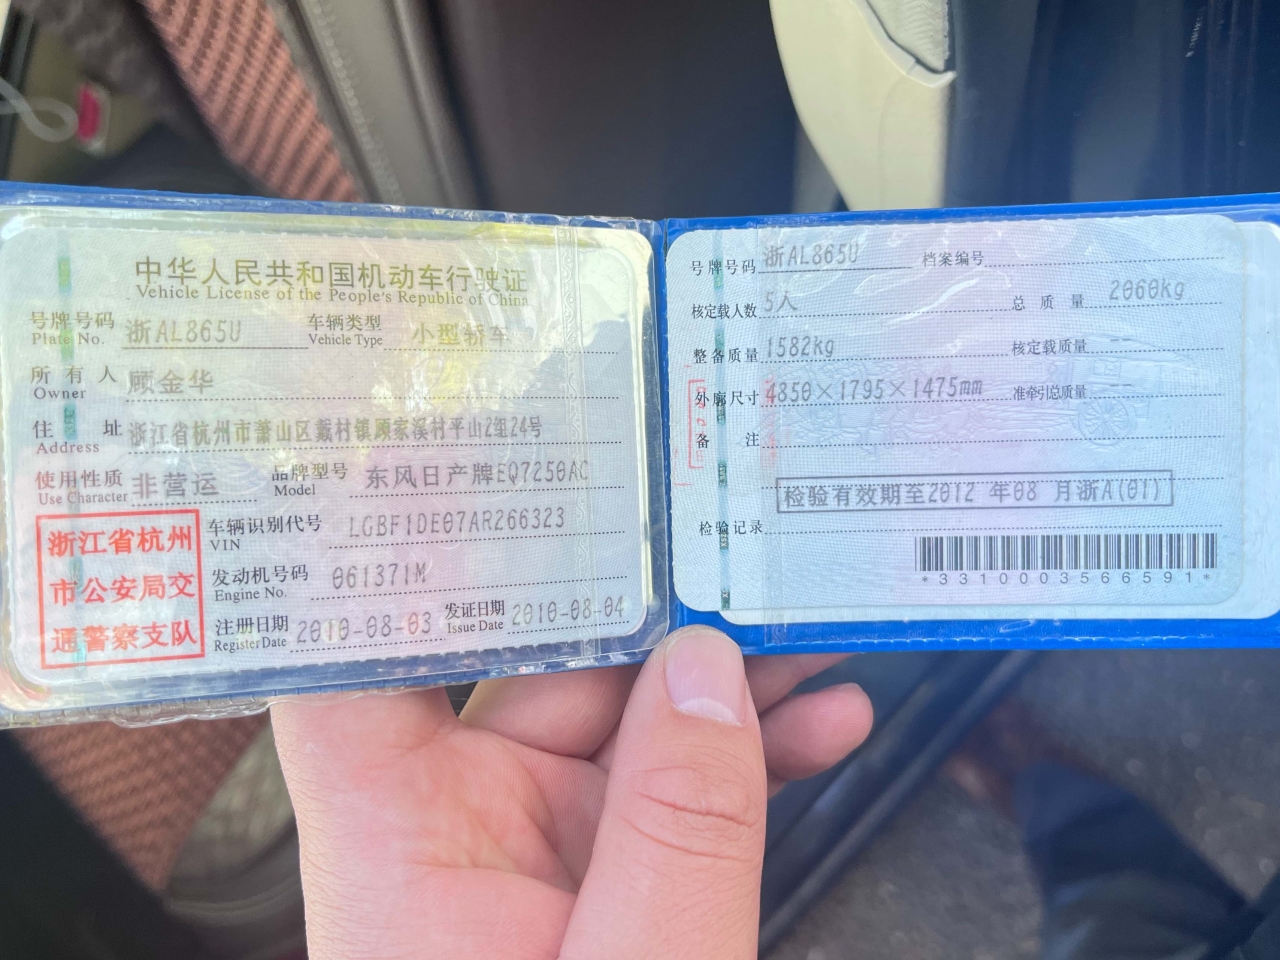 中华人民共和国机动车行驶证
Vehicle License of the People's Republic of China
号牌号码 浙AL865U 车辆类型 小型轿车
Plate No. Vehicle Type
所有人 顾金华
Owner
住址 浙江省杭州市萧山区戴村镇顾家溪村平山2组24号
Address
使用性质 非营运 品牌型号 东风日产牌EQ7250AC
Use Character Model
车辆识别代号 LGBF1DE07AR266323
VIN
发动机号码 061371M
Engine No.
注册日期 2010-08-03 发证日期 2010-08-04
Register Date Issue Date
浙江省杭州
市公安局交
通警察支队
号牌号码 浙AL865U 档案编号
核定载人数 5人 总质量 2060kg
整备质量 1582kg 核定载质量
外廓尺寸 4850×1795×1475mm 准牵引总质量
备注
检验有效期至2012 年08 月浙A(01)
检验记录
*3310003566591*